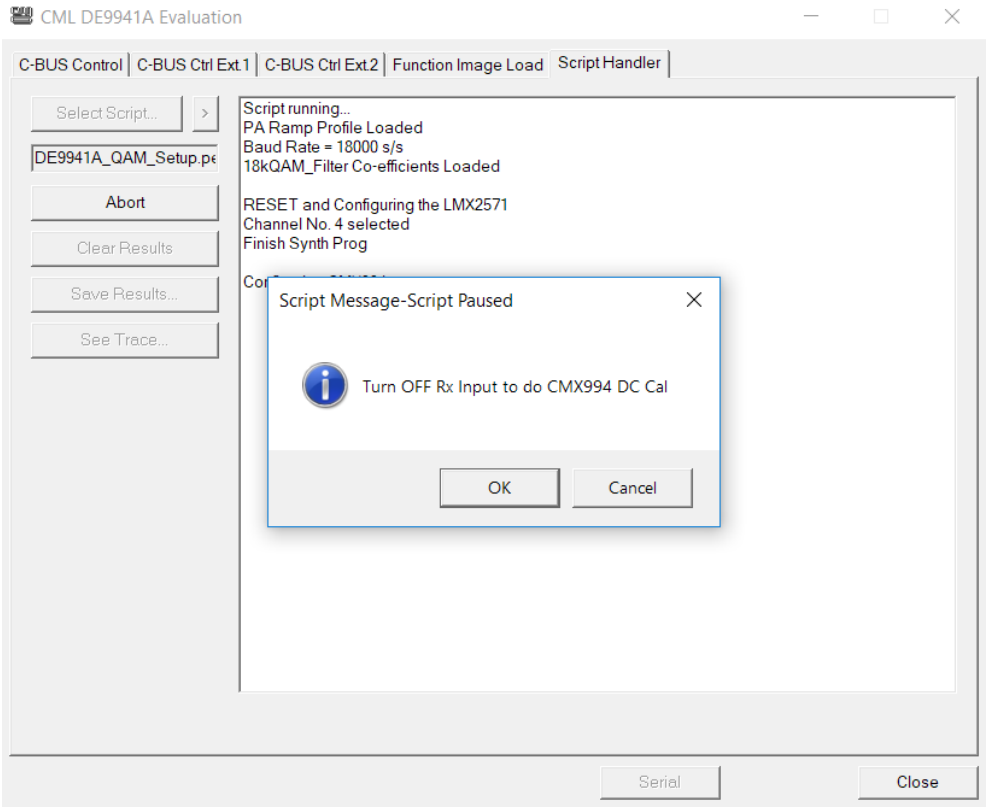 CML DE9941A Evaluation
C-BUS Control C-BUS Ctrl Ext.1 C-BUS Ctrl Ext.2 Function Image Load Script Handler
Select Script... >
DE9941A_QAM_Setup.pe
Abort
Clear Results
Save Results...
See Trace...
Script running...
PA Ramp Profile Loaded
Baud Rate = 18000 s/s
18kQAM_Filter Co-efficients Loaded
RESET and Configuring the LMX2571
Channel No. 4 selected
Finish Synth Prog
Script Message-Script Paused
Turn OFF Rx Input to do CMX994 DC Cal
OK Cancel
Serial Close